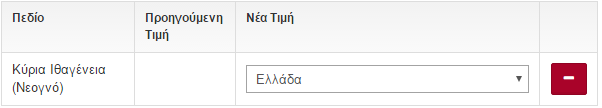 Πεδίο
Προηγούμενη
Τιμή
Νέα Τιμή
Κύρια Ιθαγένεια
(Νεογνό)
Ελλάδα